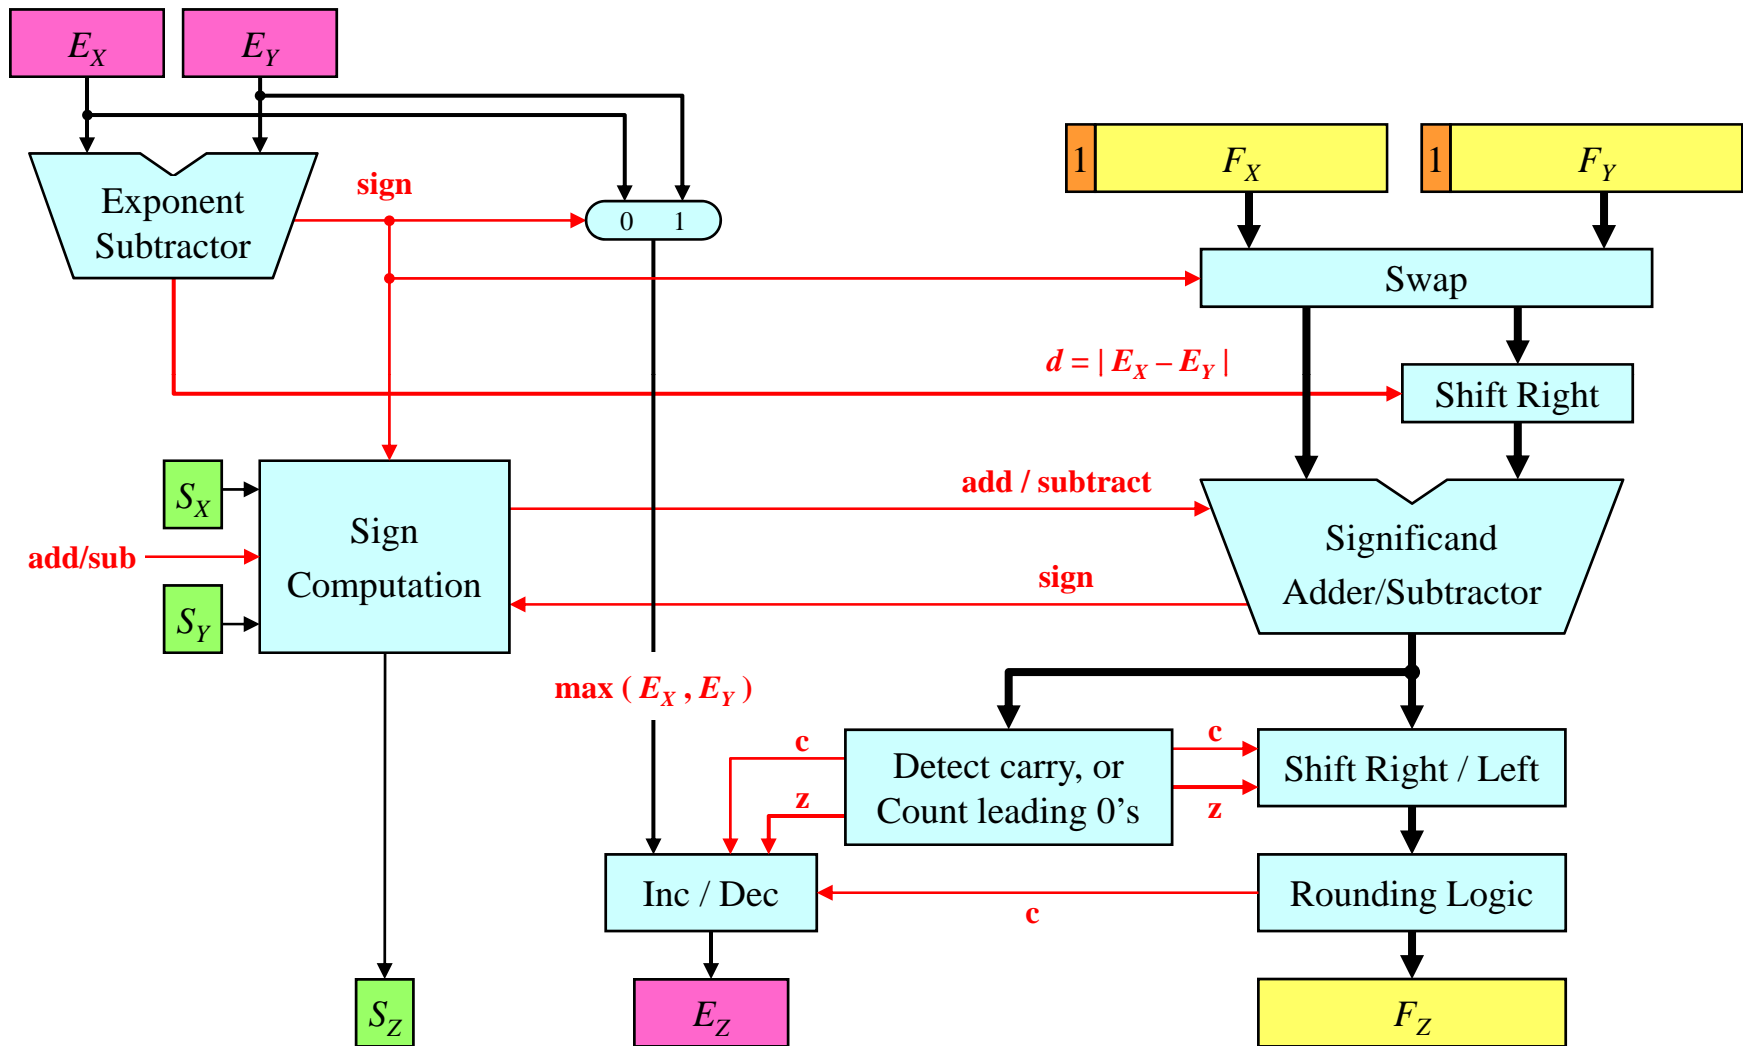 E_X
E_Y
1
F_X
1
F_Y
Exponent
Subtractor
sign
0 1
Swap
d = | E_X – E_Y |
Shift Right
S_X
add/sub
S_Y
Sign
Computation
add / subtract
sign
Significand
Adder/Subtractor
max ( E_X , E_Y )
c
z
Detect carry, or
Count leading 0’s
c
z
Shift Right / Left
Inc / Dec
c
Rounding Logic
S_Z
E_Z
F_Z